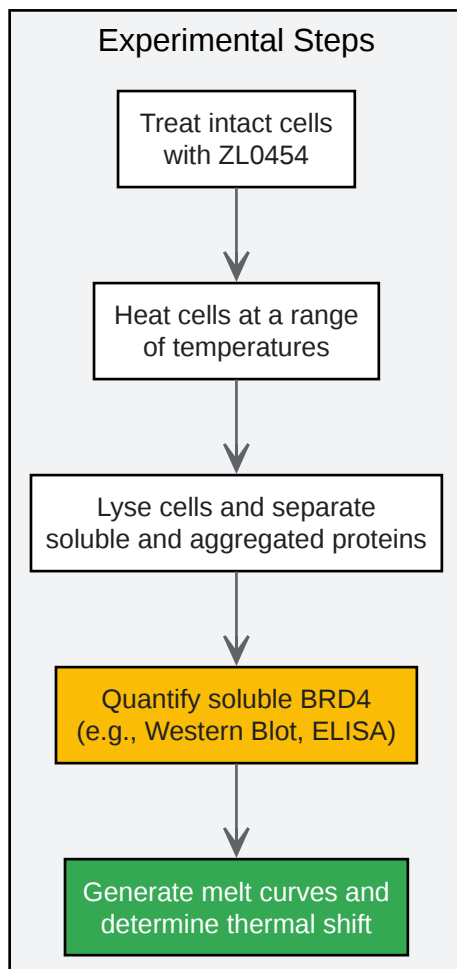 Experimental Steps
Treat intact cells
with ZL0454
Heat cells at a range
of temperatures
Lyse cells and separate
soluble and aggregated proteins
Quantify soluble BRD4
(e.g., Western Blot, ELISA)
Generate melt curves and
determine thermal shift